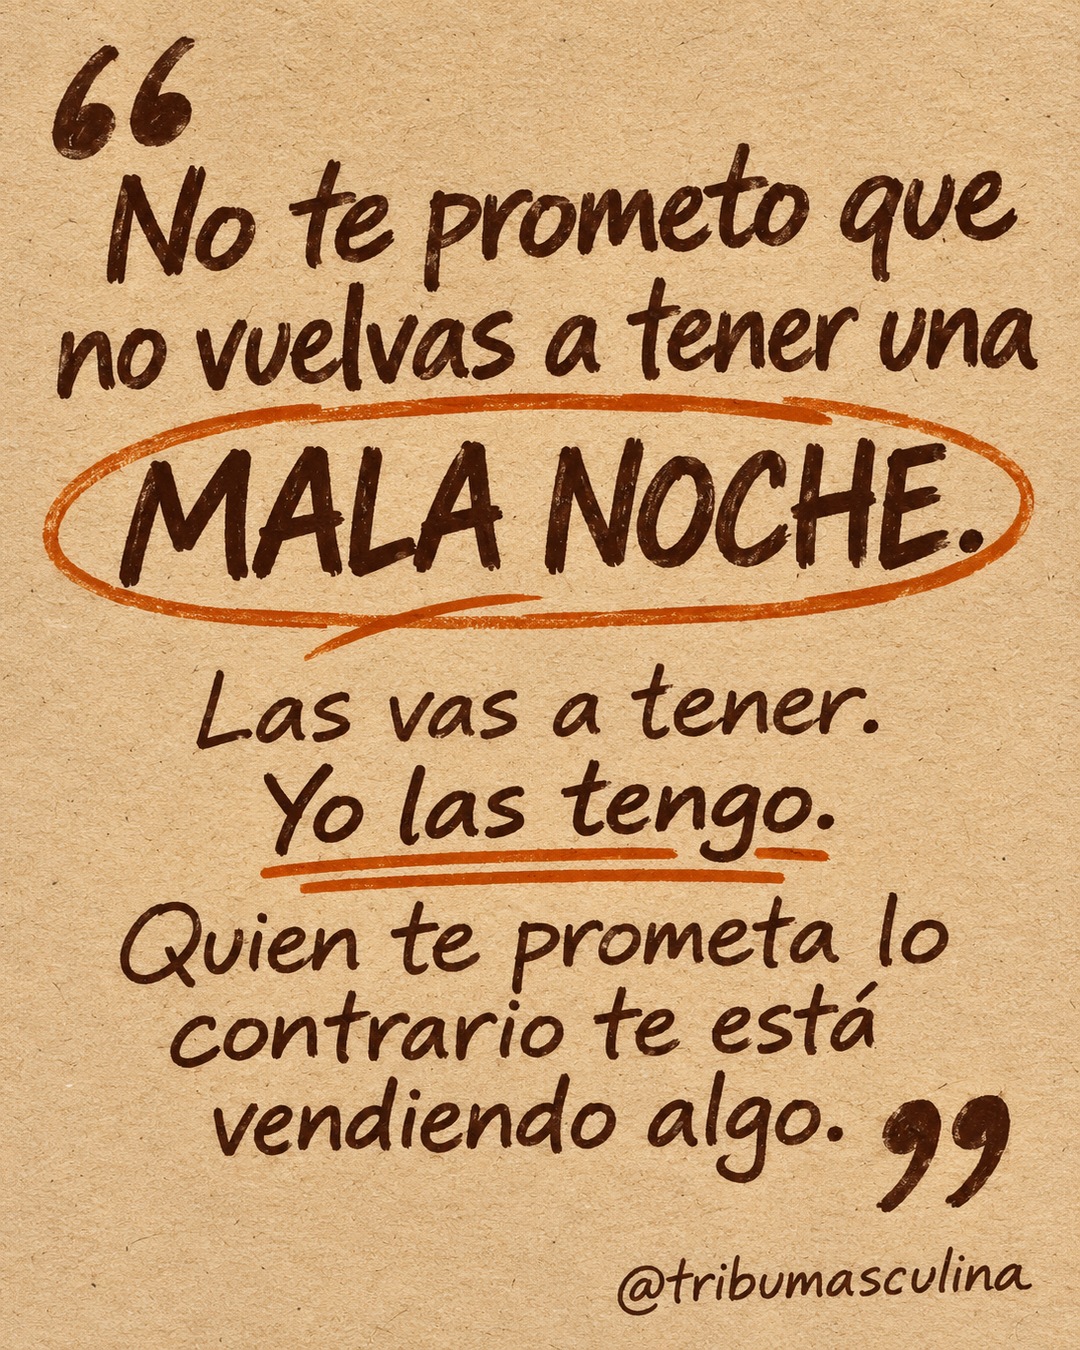 “No te prometo que
no vuelvas a tener una
MALA NOCHE.
Las vas a tener.
Yo las tengo.
Quien te prometa lo
contrario te está
vendiendo algo.”
@tribumasculina